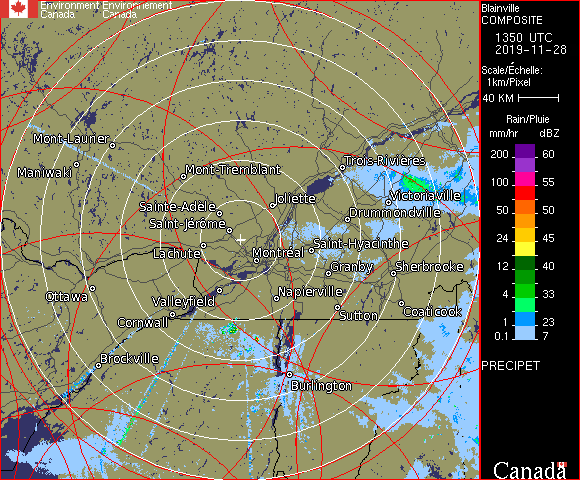 Environment Environnement
Canada Canada
Blainville
COMPOSITE
1350 UTC
2019-11-28
Scale/Échelle:
1km/Pixel
40 KM
Rain/Pluie
mm/hr dBZ
200 60
100 55
50 50
24 45
12 40
4 33
1 23
0.1 7
PRECIPET
Canada
Mont-Laurier
Maniwaki
Mont-Tremblant
Trois-Rivières
Victoriaville
Joliette
Sainte-Adele
Drummondville
Saint-Jérôme
Saint-Hyacinthe
Lachute
Montréal
Granby
Sherbrooke
Ottawa
Valleyfield
Napierville
Cornwall
Sutton
Coaticook
Brockville
Burlington